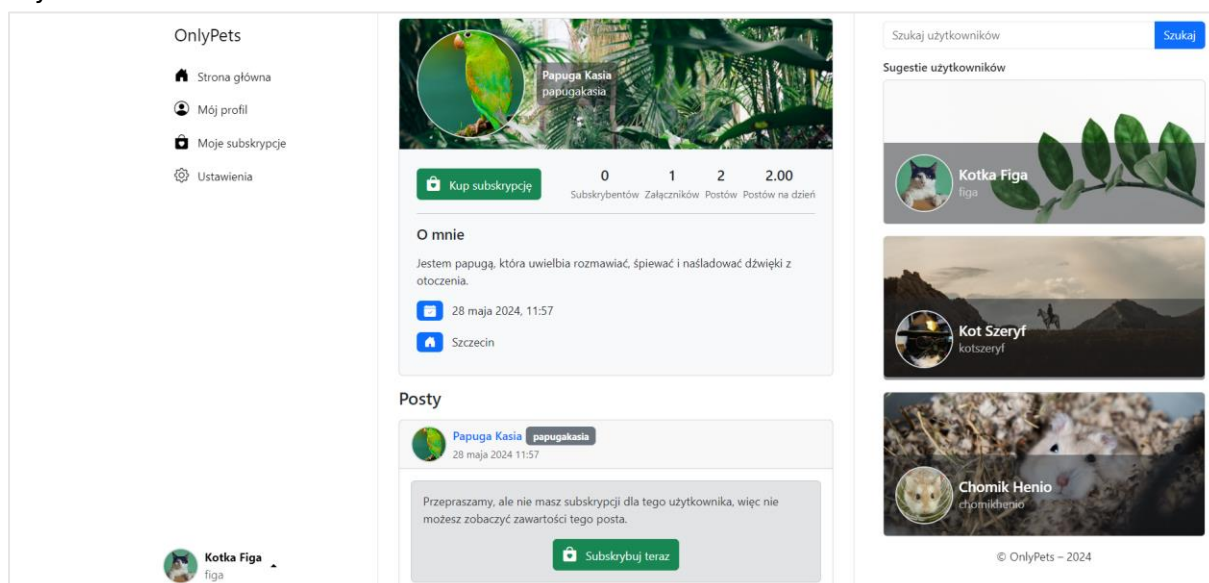 OnlyPets
Strona główna
Mój profil
Moje subskrypcje
Ustawienia
Kotka Figa
figa
Papuga Kasia
papugakasia
Kup subskrypcję
0 1 2 2.00
Subskrybentów Załączników Postów Postów na dzień
O mnie
Jestem papugą, która uwielbia rozmawiać, śpiewać i naśladować dźwięki z
otoczenia.
28 maja 2024, 11:57
Szczecin
Posty
Papuga Kasia papugakasia
28 maja 2024 11:57
Przepraszamy, ale nie masz subskrypcji dla tego użytkownika, więc nie
możesz zobaczyć zawartości tego posta.
Subskrybuj teraz
Szukaj użytkowników Szukaj
Sugestie użytkowników
Kotka Figa
figa
Kot Szeryf
kotszeryf
Chomik Henio
chomikhenio
© OnlyPets – 2024